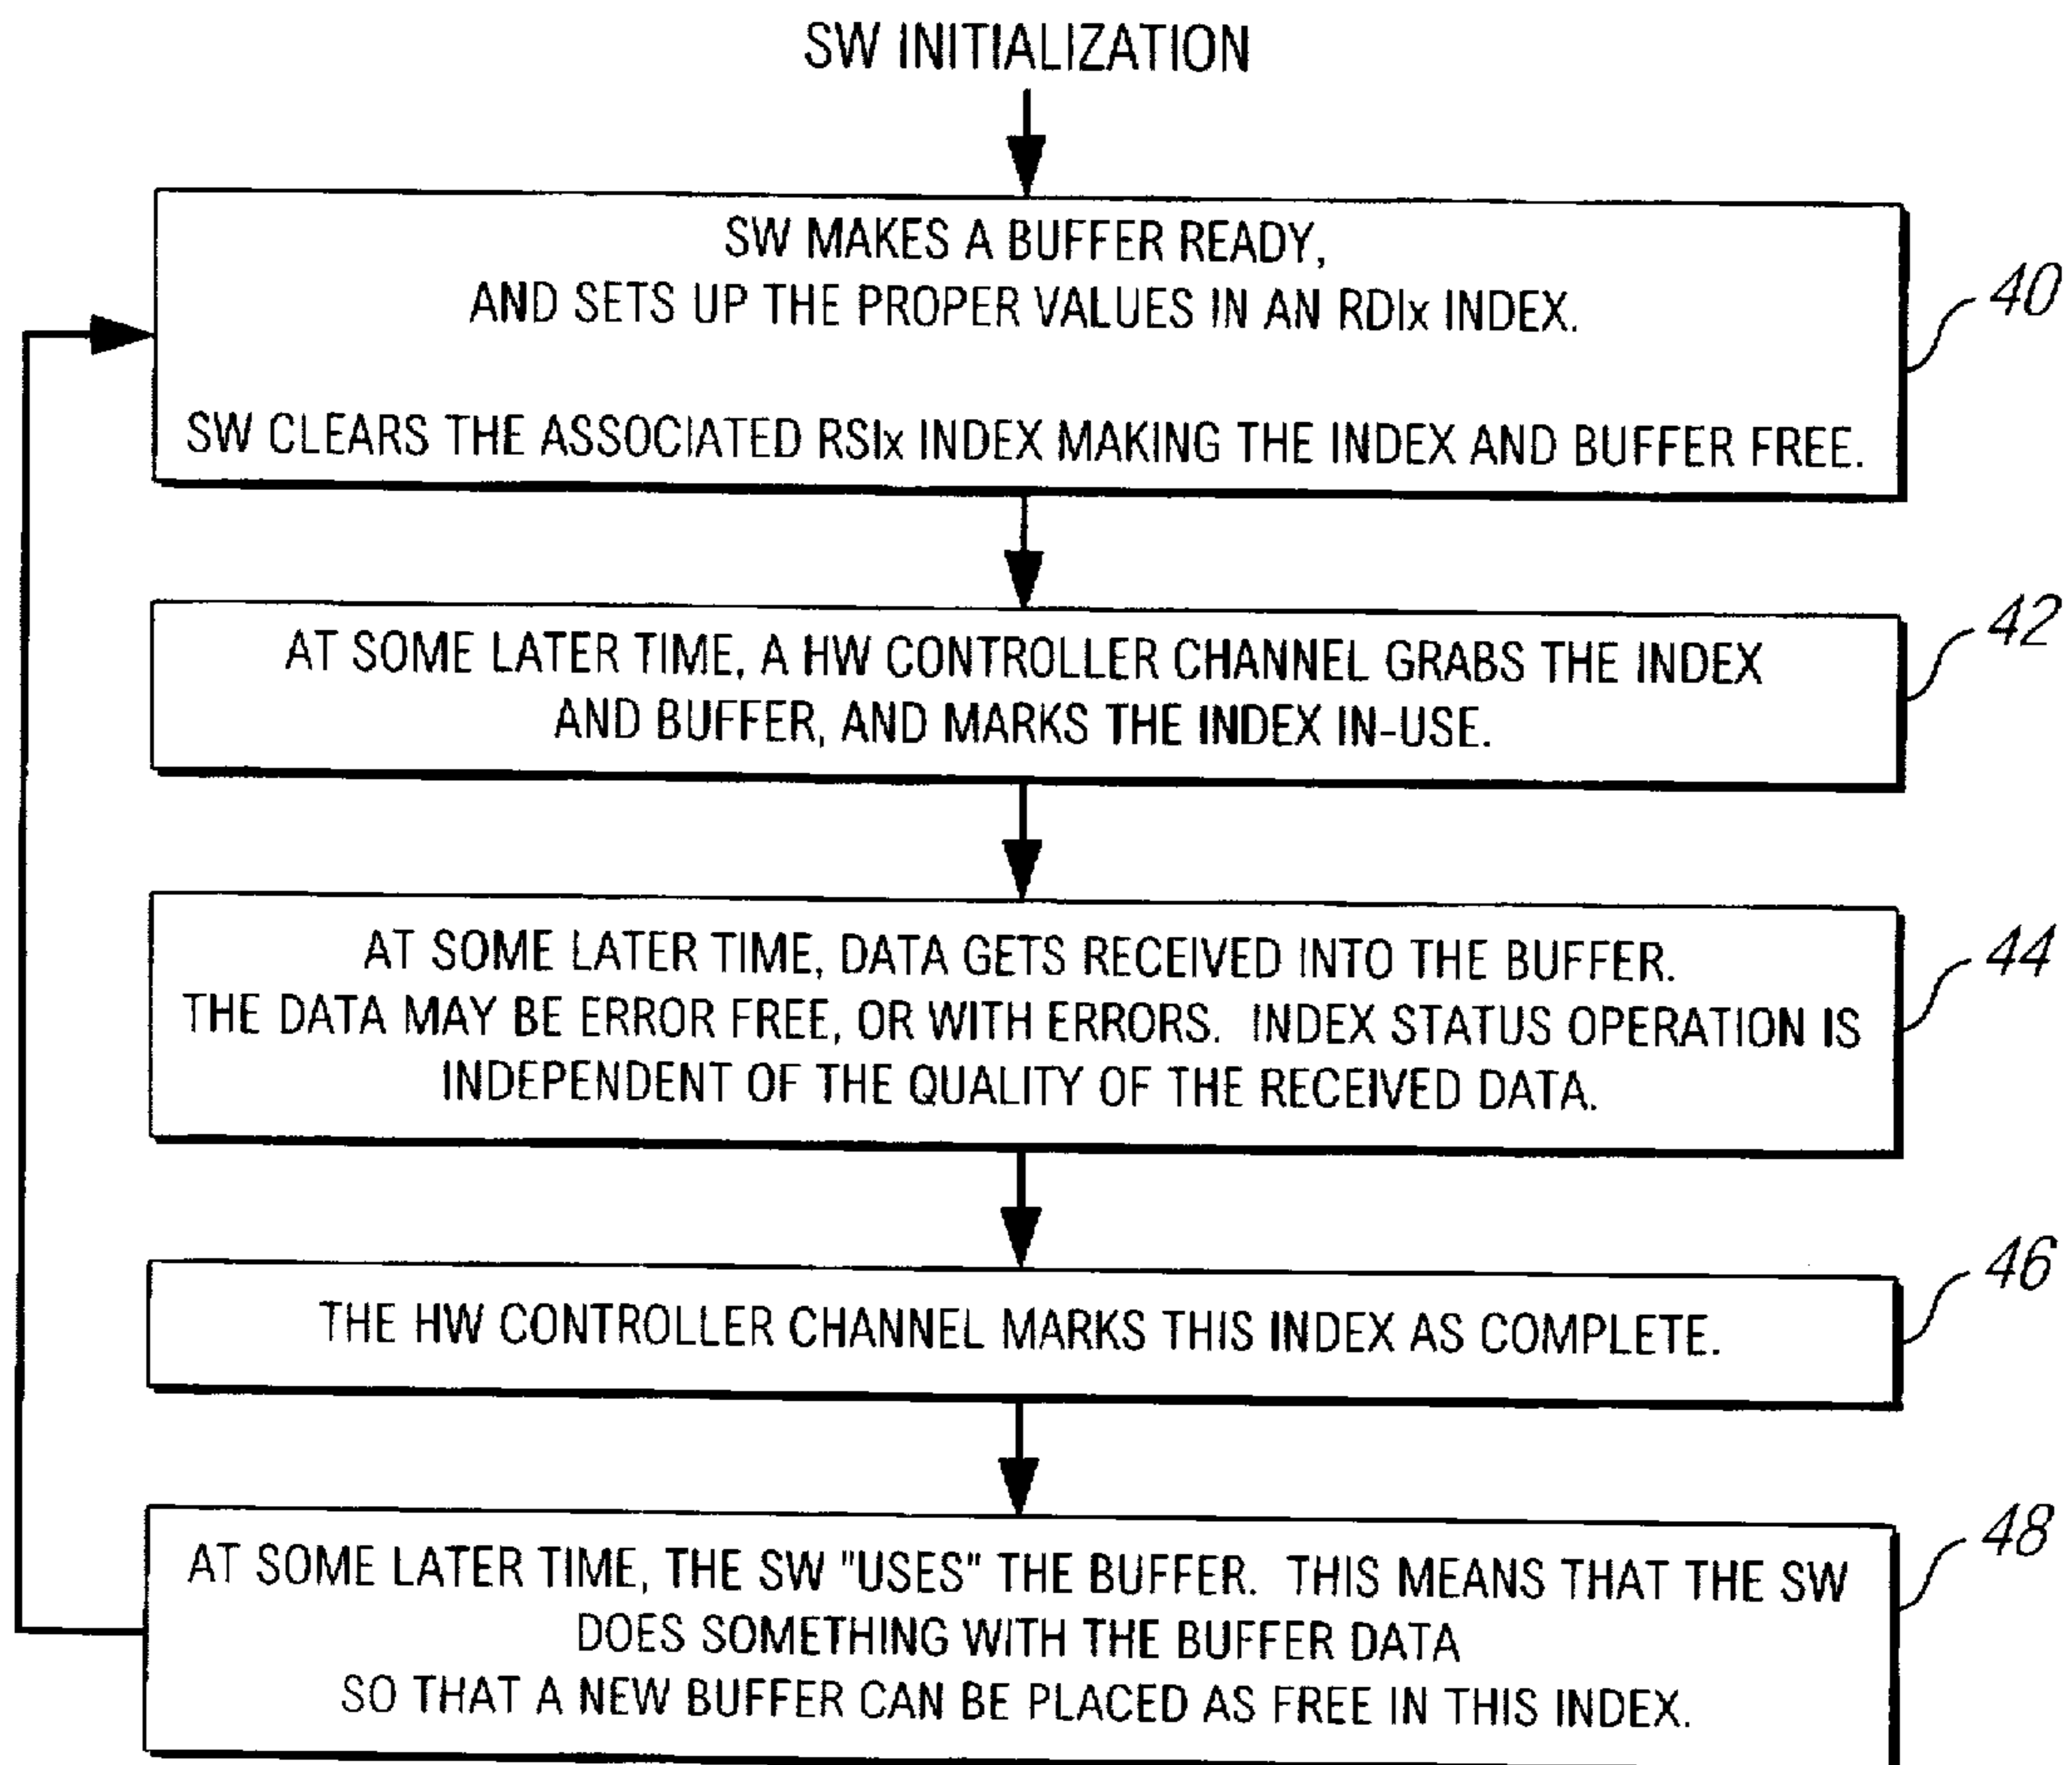 SW INITIALIZATION
SW MAKES A BUFFER READY,
AND SETS UP THE PROPER VALUES IN AN RDIx INDEX.
SW CLEARS THE ASSOCIATED RSIx INDEX MAKING THE INDEX AND BUFFER FREE.
40
AT SOME LATER TIME, A HW CONTROLLER CHANNEL GRABS THE INDEX
AND BUFFER, AND MARKS THE INDEX IN-USE.
42
AT SOME LATER TIME, DATA GETS RECEIVED INTO THE BUFFER.
THE DATA MAY BE ERROR FREE, OR WITH ERRORS. INDEX STATUS OPERATION IS
INDEPENDENT OF THE QUALITY OF THE RECEIVED DATA.
44
THE HW CONTROLLER CHANNEL MARKS THIS INDEX AS COMPLETE.
46
AT SOME LATER TIME, THE SW "USES" THE BUFFER. THIS MEANS THAT THE SW
DOES SOMETHING WITH THE BUFFER DATA
SO THAT A NEW BUFFER CAN BE PLACED AS FREE IN THIS INDEX.
48